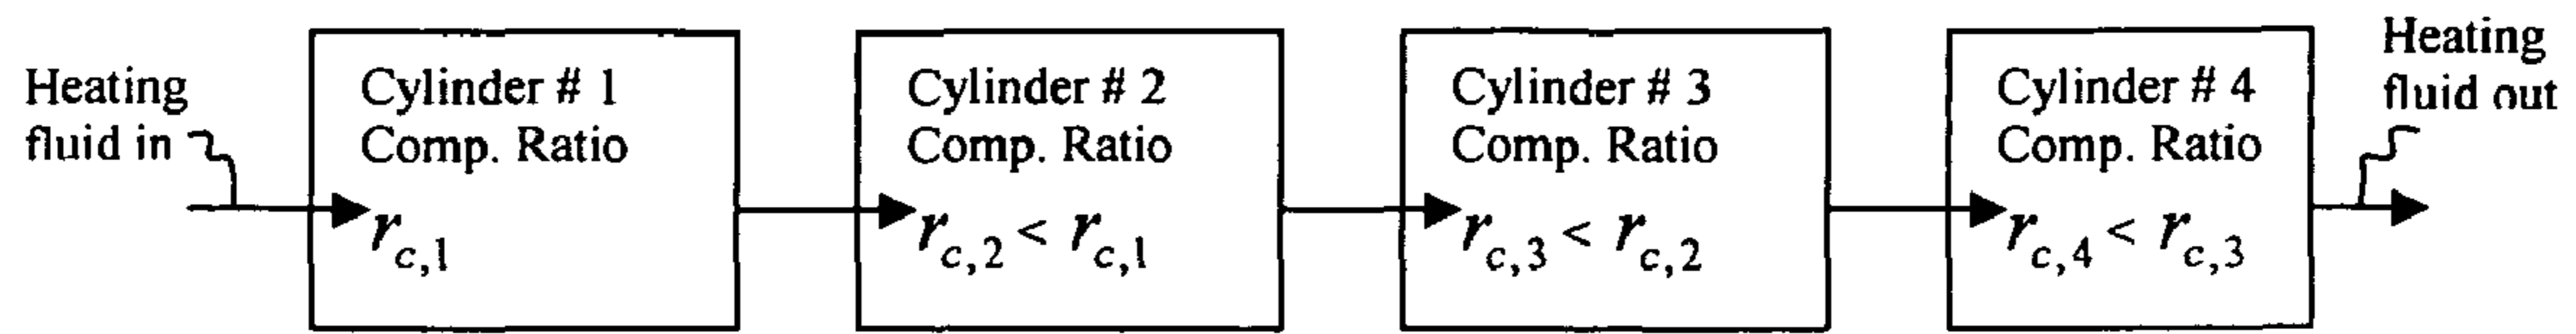 Heating
fluid in
Cylinder # 1
Comp. Ratio
r_{c,1}
Cylinder # 2
Comp. Ratio
r_{c,2} < r_{c,1}
Cylinder # 3
Comp. Ratio
r_{c,3} < r_{c,2}
Cylinder # 4
Comp. Ratio
r_{c,4} < r_{c,3}
Heating
fluid out